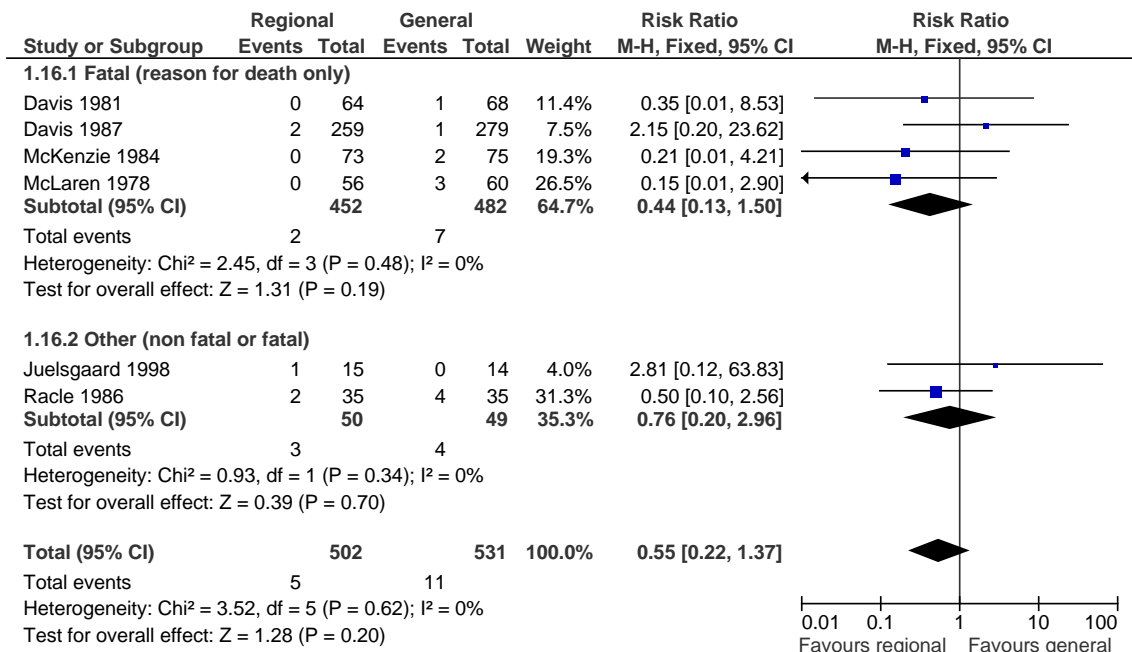 Regional General Risk Ratio Risk Ratio
Study or Subgroup Events Total Events Total Weight M-H, Fixed, 95% CI M-H, Fixed, 95% CI
1.16.1 Fatal (reason for death only)
Davis 1981 0 64 1 68 11.4% 0.35 [0.01, 8.53]
Davis 1987 2 259 1 279 7.5% 2.15 [0.20, 23.62]
McKenzie 1984 0 73 2 75 19.3% 0.21 [0.01, 4.21]
McLaren 1978 0 56 3 60 26.5% 0.15 [0.01, 2.90]
Subtotal (95% CI) 452 482 64.7% 0.44 [0.13, 1.50]
Total events 2 7
Heterogeneity: Chi² = 2.45, df = 3 (P = 0.48); I² = 0%
Test for overall effect: Z = 1.31 (P = 0.19)
1.16.2 Other (non fatal or fatal)
Juelsgaard 1998 1 15 0 14 4.0% 2.81 [0.12, 63.83]
Racle 1986 2 35 4 35 31.3% 0.50 [0.10, 2.56]
Subtotal (95% CI) 50 49 35.3% 0.76 [0.20, 2.96]
Total events 3 4
Heterogeneity: Chi² = 0.93, df = 1 (P = 0.34); I² = 0%
Test for overall effect: Z = 0.39 (P = 0.70)
Total (95% CI) 502 531 100.0% 0.55 [0.22, 1.37]
Total events 5 11
Heterogeneity: Chi² = 3.52, df = 5 (P = 0.62); I² = 0%
Test for overall effect: Z = 1.28 (P = 0.20)
0.01 0.1 1 10 100
Favours regional Favours general